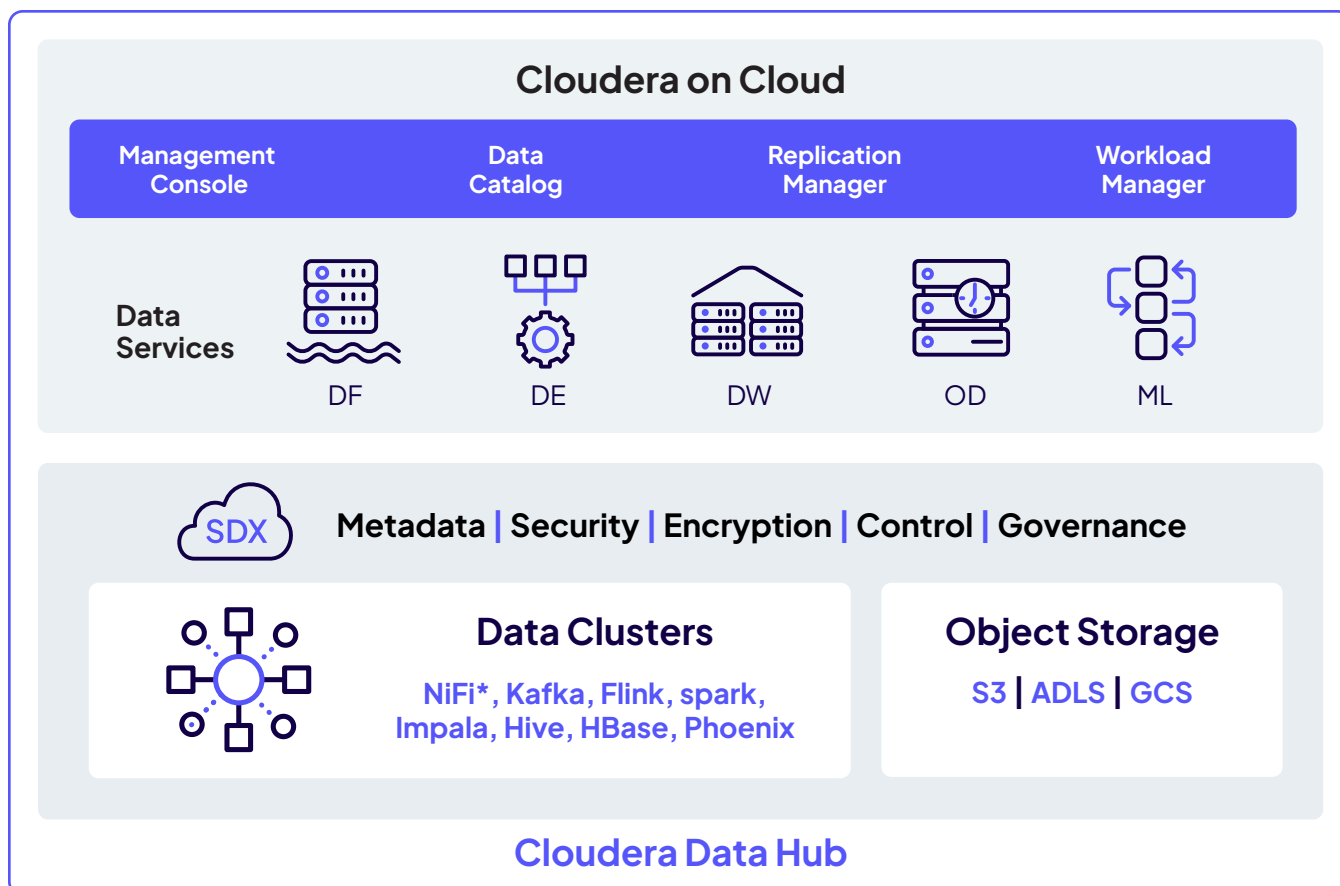 Cloudera on Cloud
Management
Console
Data
Catalog
Replication
Manager
Workload
Manager
Data
Services
DF
DE
DW
OD
ML
SDX
Metadata | Security | Encryption | Control | Governance
Data Clusters
NiFi*, Kafka, Flink, spark,
Impala, Hive, HBase, Phoenix
Object Storage
S3 | ADLS | GCS
Cloudera Data Hub